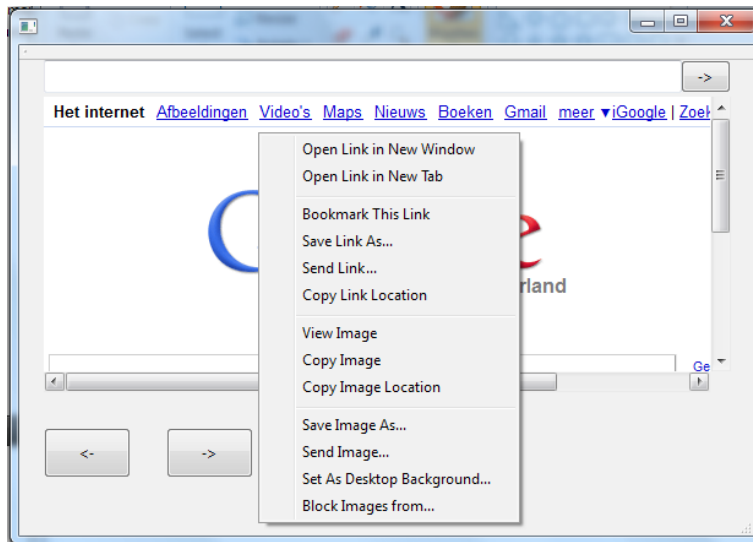 ->
Het internet Afbeeldingen Video's Maps Nieuws Boeken Gmail meer ▼ iGoogle | Zoek
Open Link in New Window
Open Link in New Tab
Bookmark This Link
Save Link As...
Send Link...
Copy Link Location
rland
View Image
Copy Image
Copy Image Location
Ge
Save Image As...
Send Image...
Set As Desktop Background...
Block Images from...
<- ->